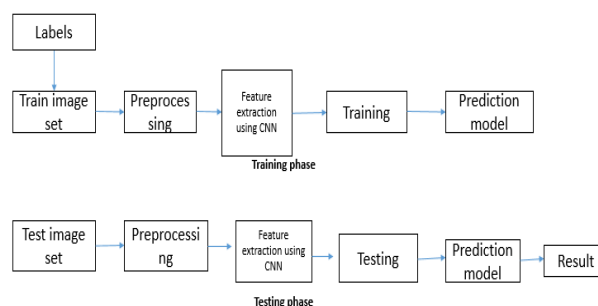 Labels
Train image
set
Preproces
sing
Feature
extraction
using CNN
Training
Prediction
model
Training phase
Test image
set
Preprocessi
ng
Feature
extraction using
CNN
Testing
Prediction
model
Result
Testing phase